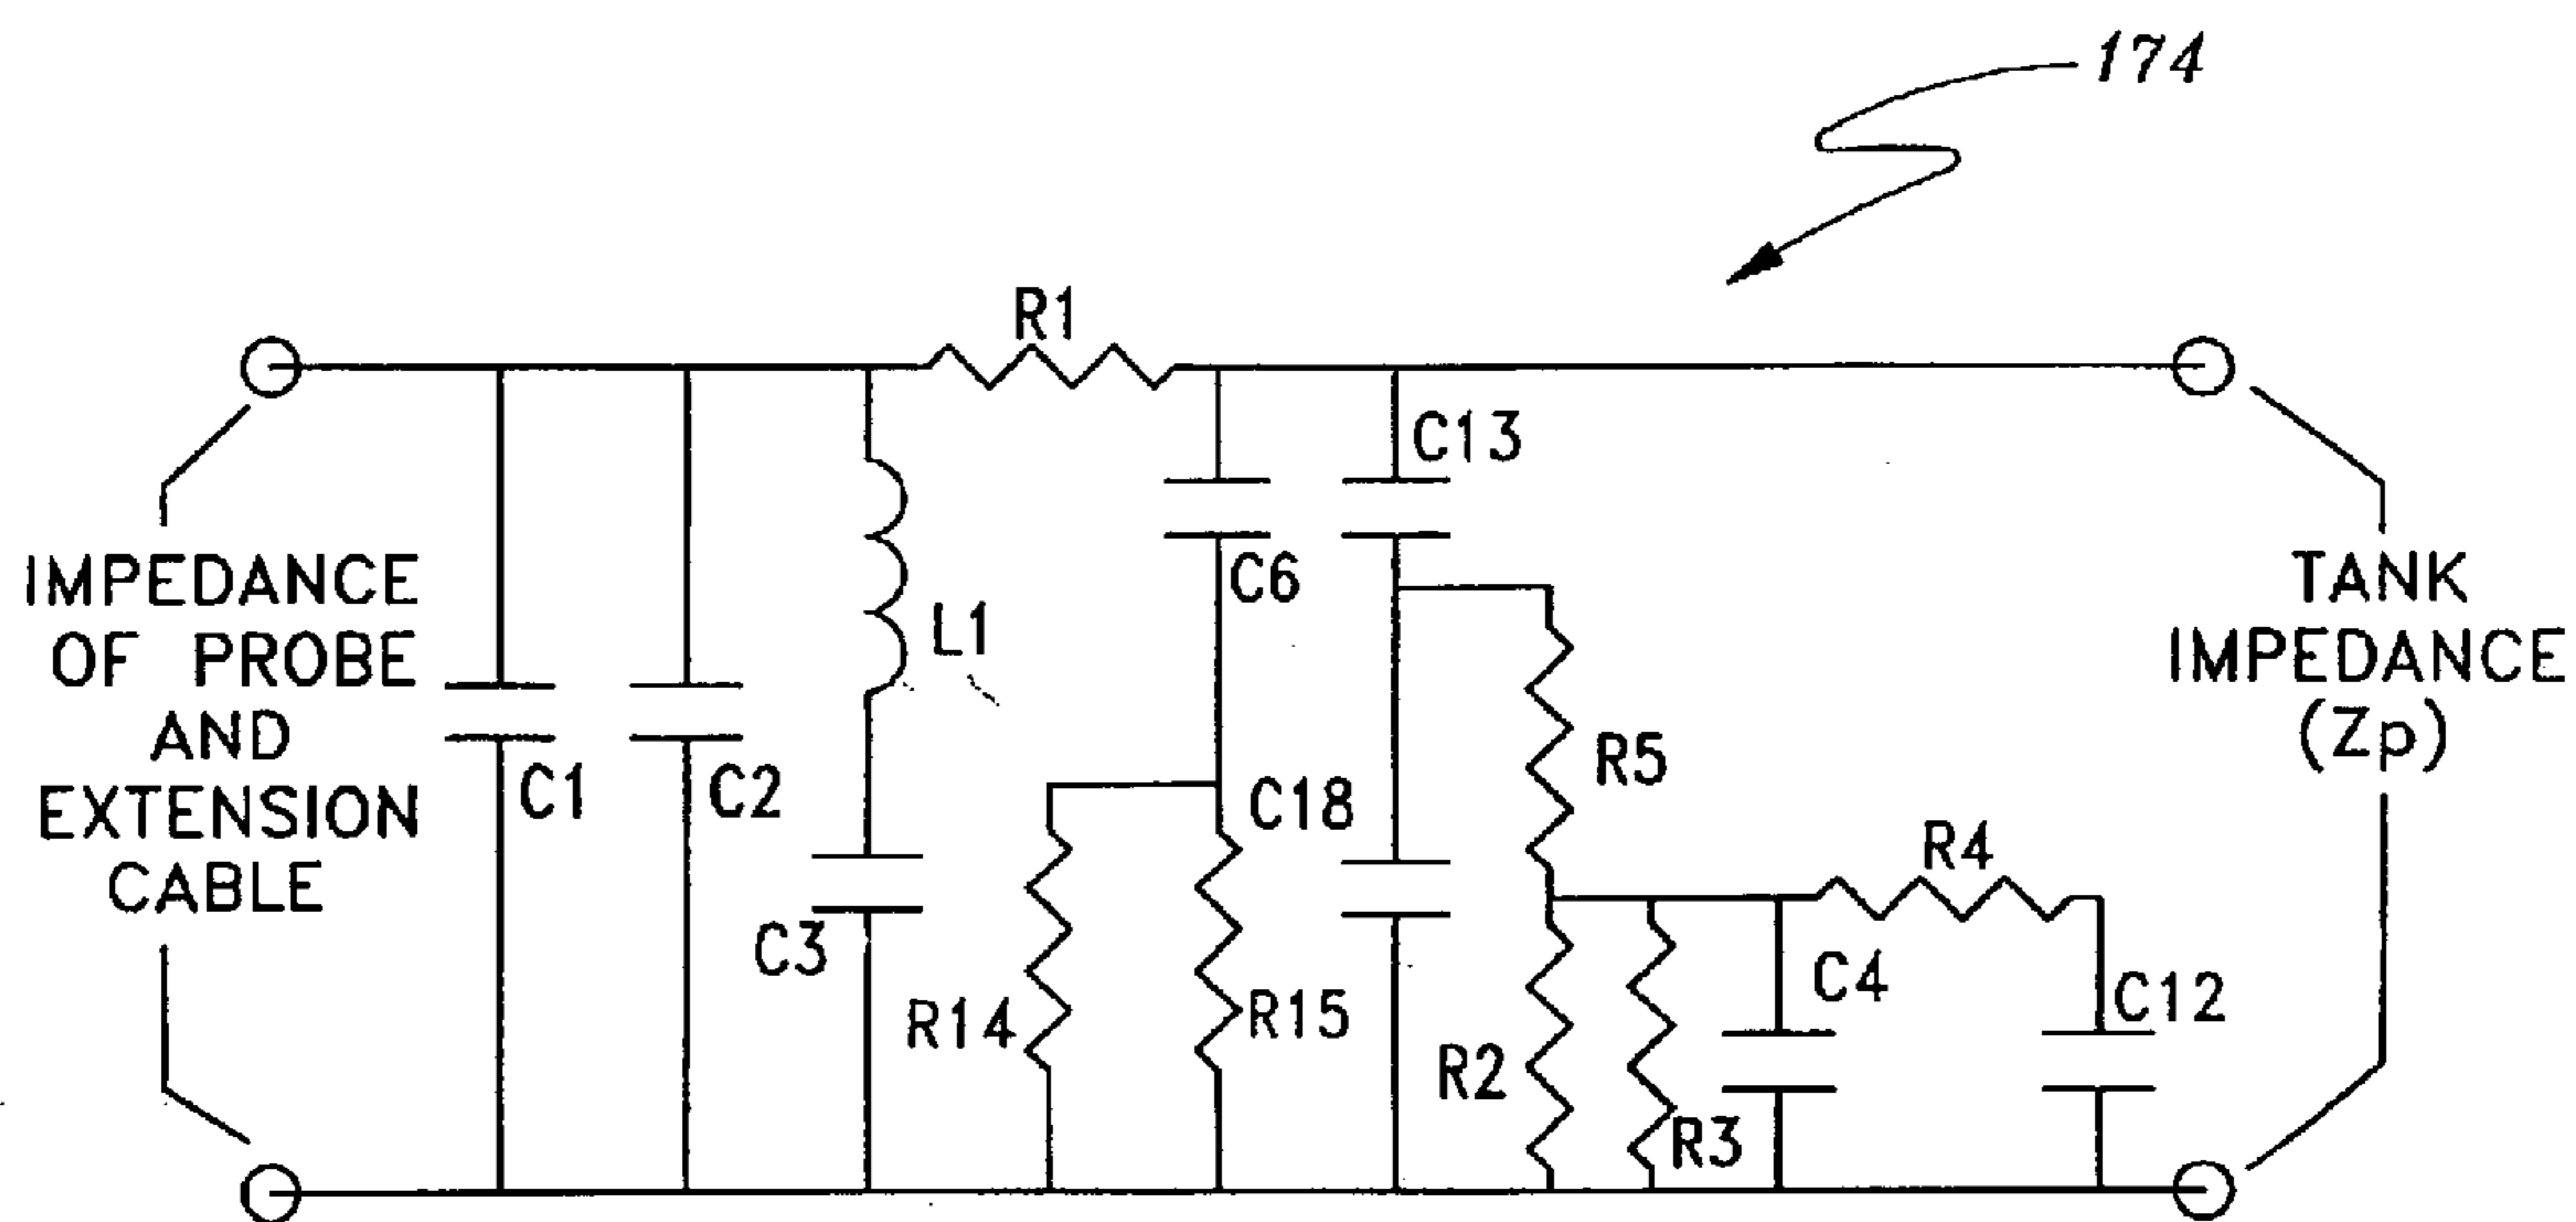 174
R1
C13
C6
L1
IMPEDANCE
OF PROBE
AND
EXTENSION
CABLE
TANK
IMPEDANCE
(Zp)
C1
C2
C18
R5
R4
C3
R14
R15
C4
C12
R2
R3